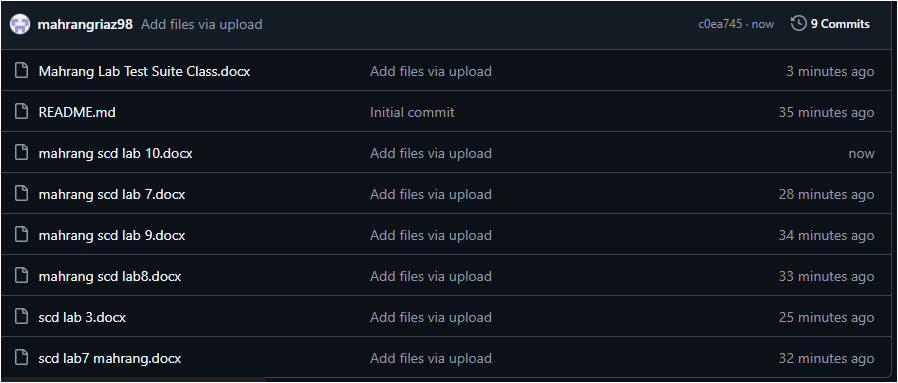 mahrangriaz98 Add files via upload c0ea745 · now 9 Commits
Mahrang Lab Test Suite Class.docx Add files via upload 3 minutes ago
README.md Initial commit 35 minutes ago
mahrang scd lab 10.docx Add files via upload now
mahrang scd lab 7.docx Add files via upload 28 minutes ago
mahrang scd lab 9.docx Add files via upload 34 minutes ago
mahrang scd lab8.docx Add files via upload 33 minutes ago
scd lab 3.docx Add files via upload 25 minutes ago
scd lab7 mahrang.docx Add files via upload 32 minutes ago